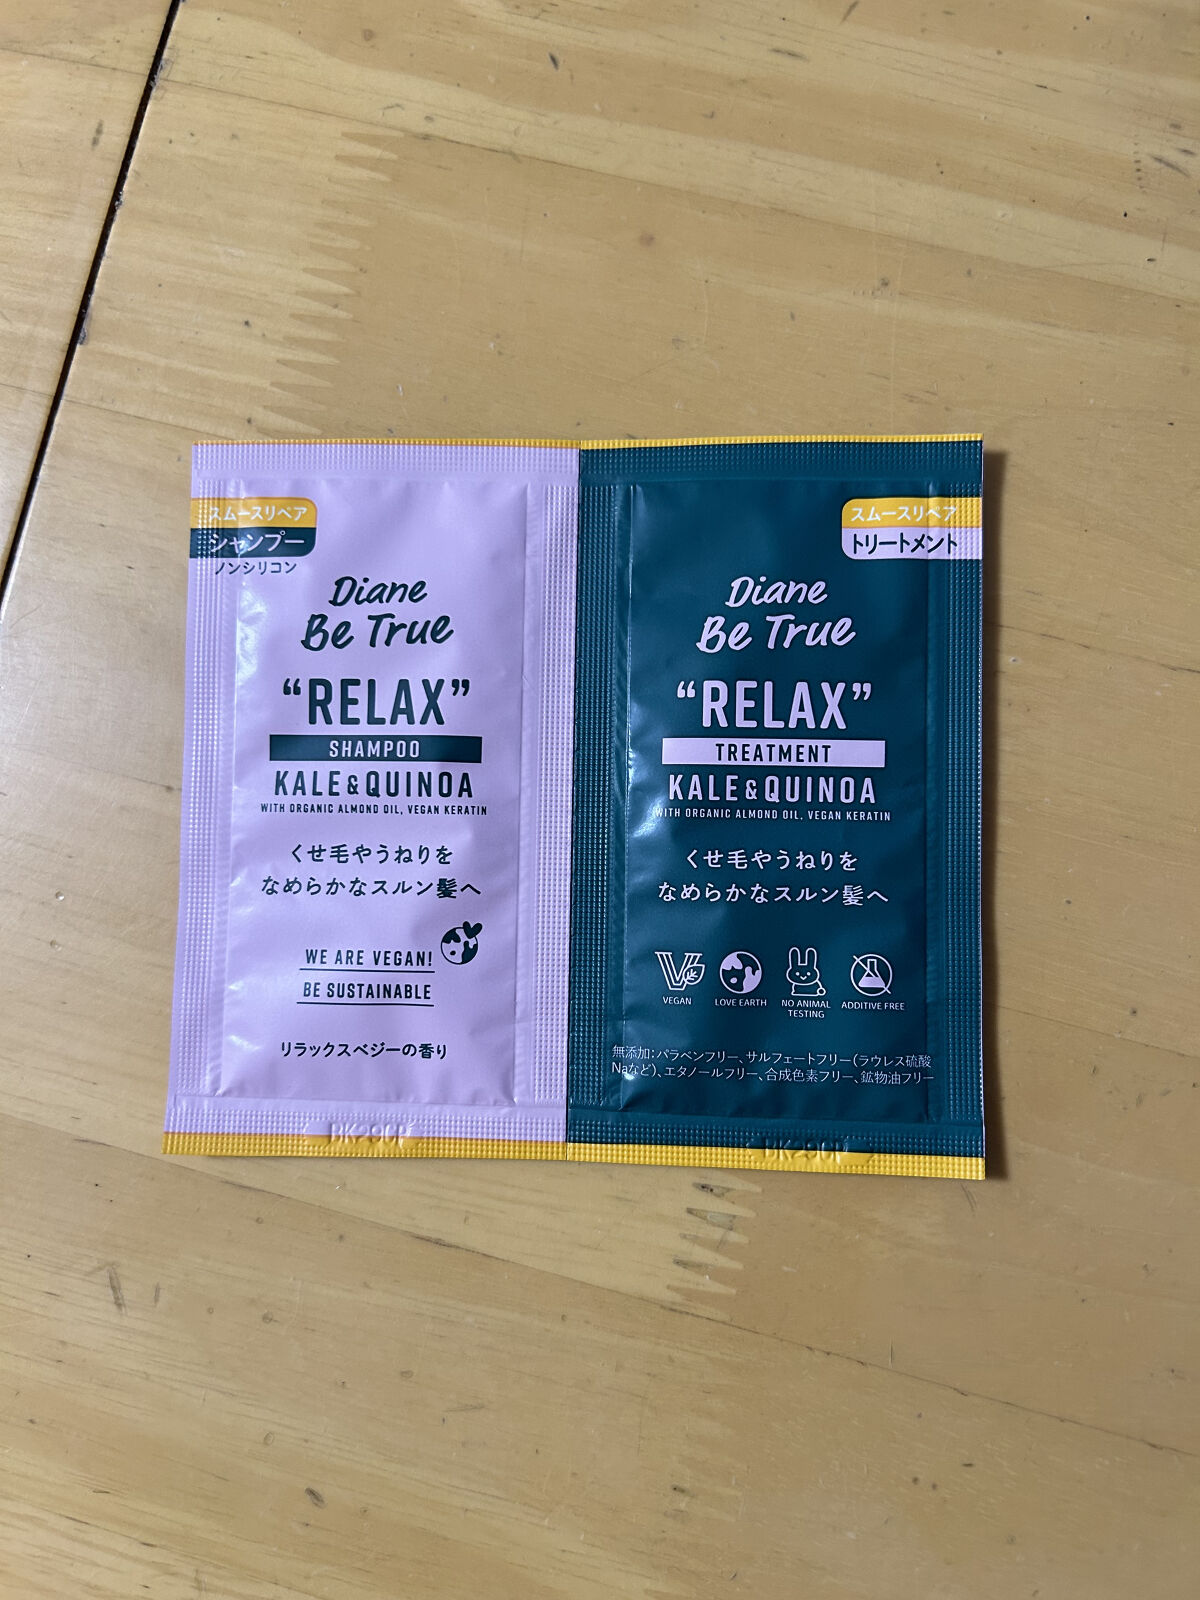 スムースリペア
シャンプー
ノンシリコン
Diane
Be True
“RELAX”
SHAMPOO
KALE&QUINOA
WITH ORGANIC ALMOND OIL, VEGAN KERATIN
くせ毛やうねりを
なめらかなスルン髪へ
WE ARE VEGAN!
BE SUSTAINABLE
リラックスベジーの香り
スムースリペア
トリートメント
Diane
Be True
“RELAX”
TREATMENT
KALE&QUINOA
WITH ORGANIC ALMOND OIL, VEGAN KERATIN
くせ毛やうねりを
なめらかなスルン髪へ
VEGAN
LOVE EARTH
NO ANIMAL
TESTING
ADDITIVE FREE
無添加:パラベンフリー、サルフェートフリー(ラウレス硫酸
Naなど)、エタノールフリー、合成色素フリー、鉱物油フリー